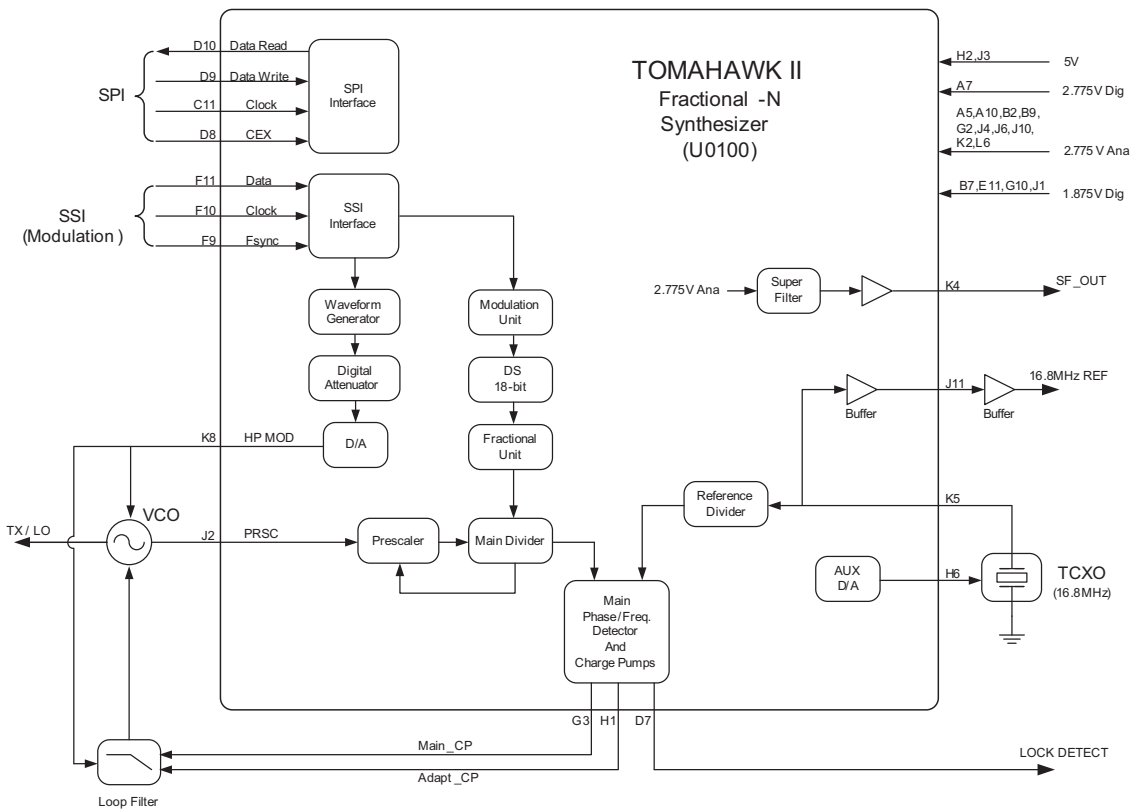 TOMAHAWK II
Fractional -N
Synthesizer
(U0100)
SPI
D10 Data Read
D9 Data Write
C11 Clock
D8 CEX
SPI
Interface
SSI
(Modulation )
F11 Data
F10 Clock
F9 Fsync
SSI
Interface
H2,J3 5V
A7 2.775V Dig
A5,A10,B2,B9,
G2,J4,J6,J10,
K2,L6
2.775 V Ana
B7,E11,G10,J1
1.875V Dig
2.775V Ana
Super
Filter
K4
SF_OUT
Waveform
Generator
Modulation
Unit
Digital
Attenuator
DS
18-bit
Buffer
J11
Buffer
16.8MHz REF
K8 HP MOD
D/A
Fractional
Unit
TX / LO
VCO
J2 PRSC
Prescaler
Main Divider
Reference
Divider
K5
AUX
D/A
H6
TCXO
(16.8MHz)
Main
Phase/Freq.
Detector
And
Charge Pumps
G3 H1 D7
Main_CP
Adapt_CP
LOCK DETECT
Loop Filter